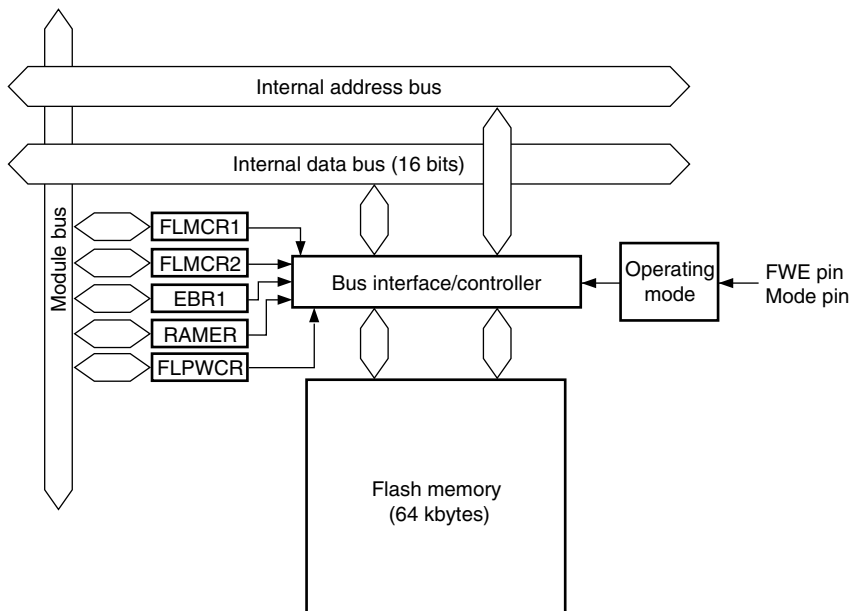 Internal address bus
Internal data bus (16 bits)
Module bus
FLMCR1
FLMCR2
EBR1
RAMER
FLPWCR
Bus interface/controller
Operating
mode
FWE pin
Mode pin
Flash memory
(64 kbytes)